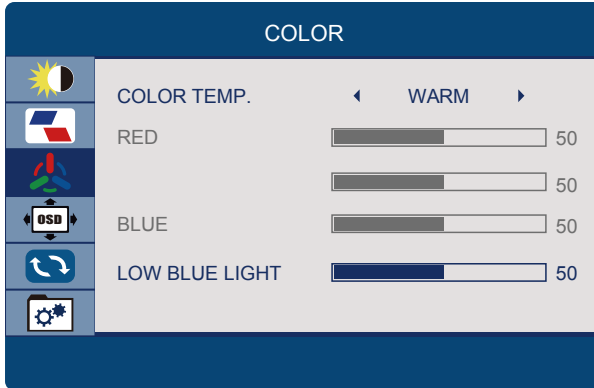 COLOR
COLOR TEMP. WARM
RED 50
50
BLUE 50
OSD
LOW BLUE LIGHT 50